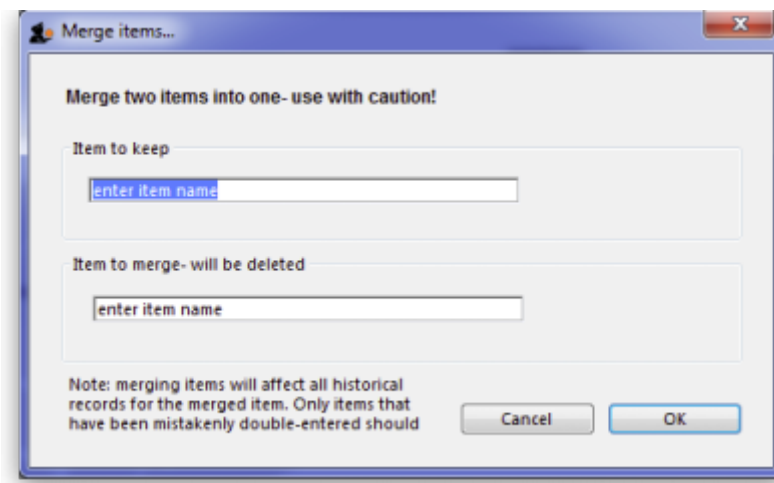 Merge items...
Merge two items into one- use with caution!
Item to keep
enter item name
Item to merge- will be deleted
enter item name
Note: merging items will affect all historical
records for the merged item. Only items that
have been mistakenly double-entered should
Cancel
OK